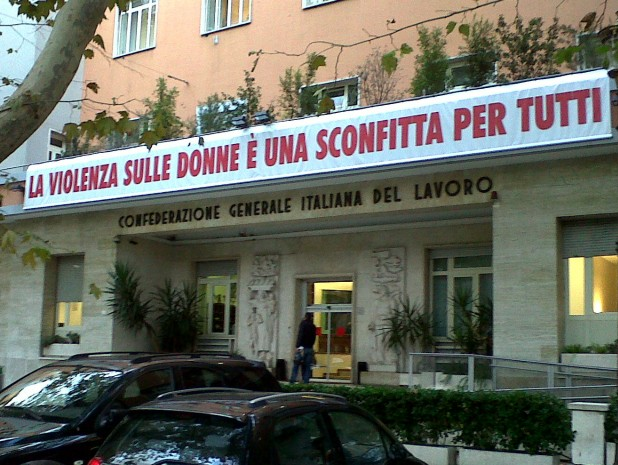 LA VIOLENZA SULLE DONNE È UNA SCONFITTA PER TUTTI
CONFEDERAZIONE GENERALE ITALIANA DEL LAVORO